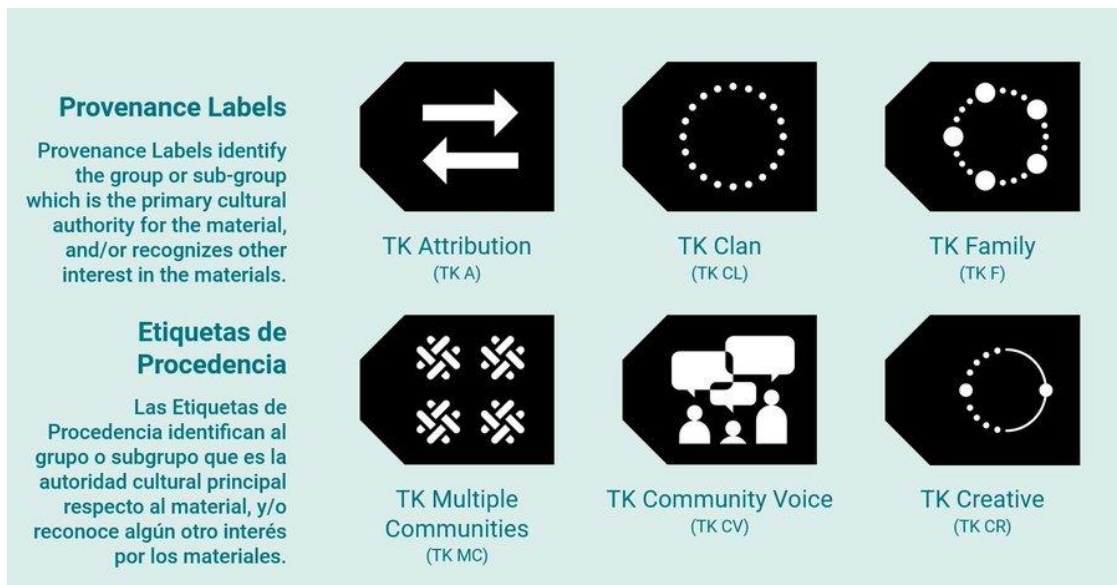 Provenance Labels
Provenance Labels identify
the group or sub-group
which is the primary cultural
authority for the material,
and/or recognizes other
interest in the materials.
Etiquetas de
Procedencia
Las Etiquetas de
Procedencia identifican al
grupo o subgrupo que es la
autoridad cultural principal
respecto al material, y/o
reconoce algún otro interés
por los materiales.
TK Attribution
(TK A)
TK Clan
(TK CL)
TK Family
(TK F)
TK Multiple
Communities
(TK MC)
TK Community Voice
(TK CV)
TK Creative
(TK CR)